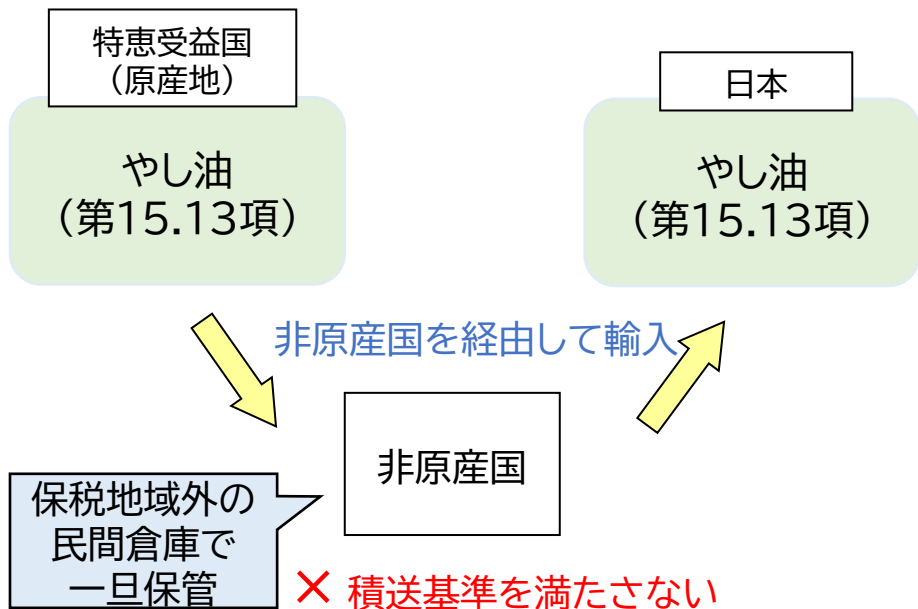 特恵受益国
（原産地）
やし油
（第15.13項）
日本
やし油
（第15.13項）
非原産国を経由して輸入
非原産国
保税地域外の
民間倉庫で
一旦保管
× 積送基準を満たさない